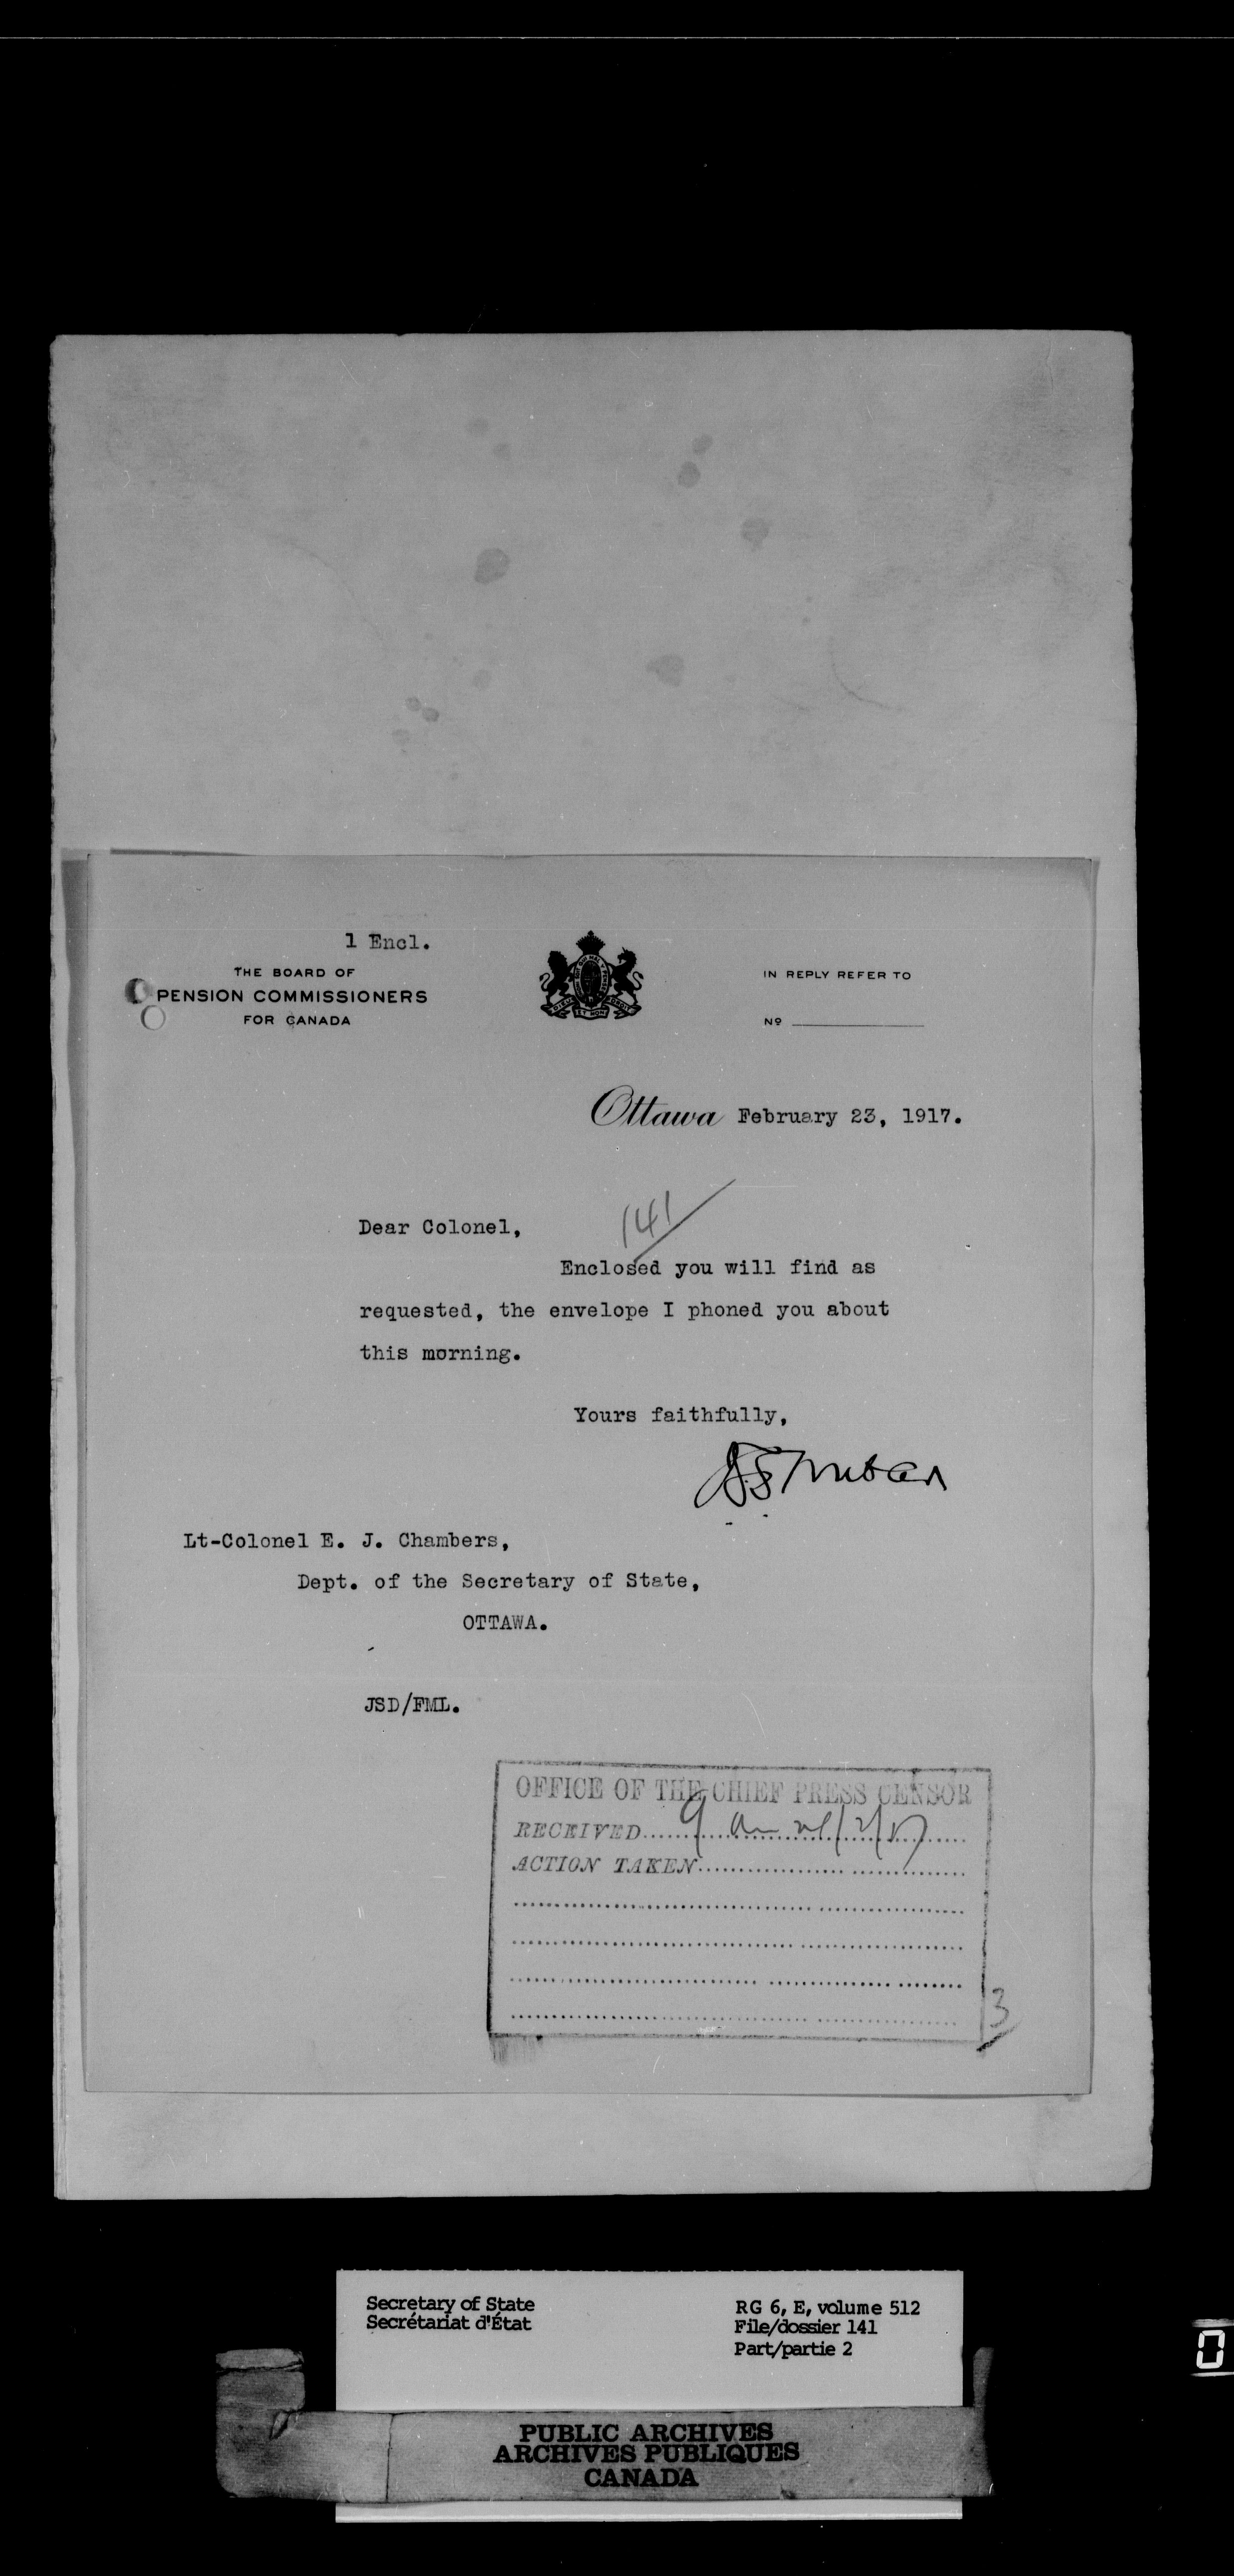 1 Encl.
THE BOARD OF
PENSION COMMISSIONERS
FOR CANADA
IN REPLY REFER TO
Nº
Ottawa February 23, 1917.
141
Dear Colonel,
Enclosed you will find as
requested, the envelope I phoned you about
this morning.
Yours faithfully,
Lt-Colonel E. J. Chambers,
Dept. of the Secretary of State,
OTTAWA.
JSD/FML.
OFFICE OF THE CHIEF PRESS CENSOR
RECEIVED
ACTION TAKEN
3
Secretary of State
Secrétariat d'État
RG 6, E, volume 512
File/dossier 141
Part/partie 2
PUBLIC ARCHIVES
ARCHIVES PUBLIQUES
CANADA
0